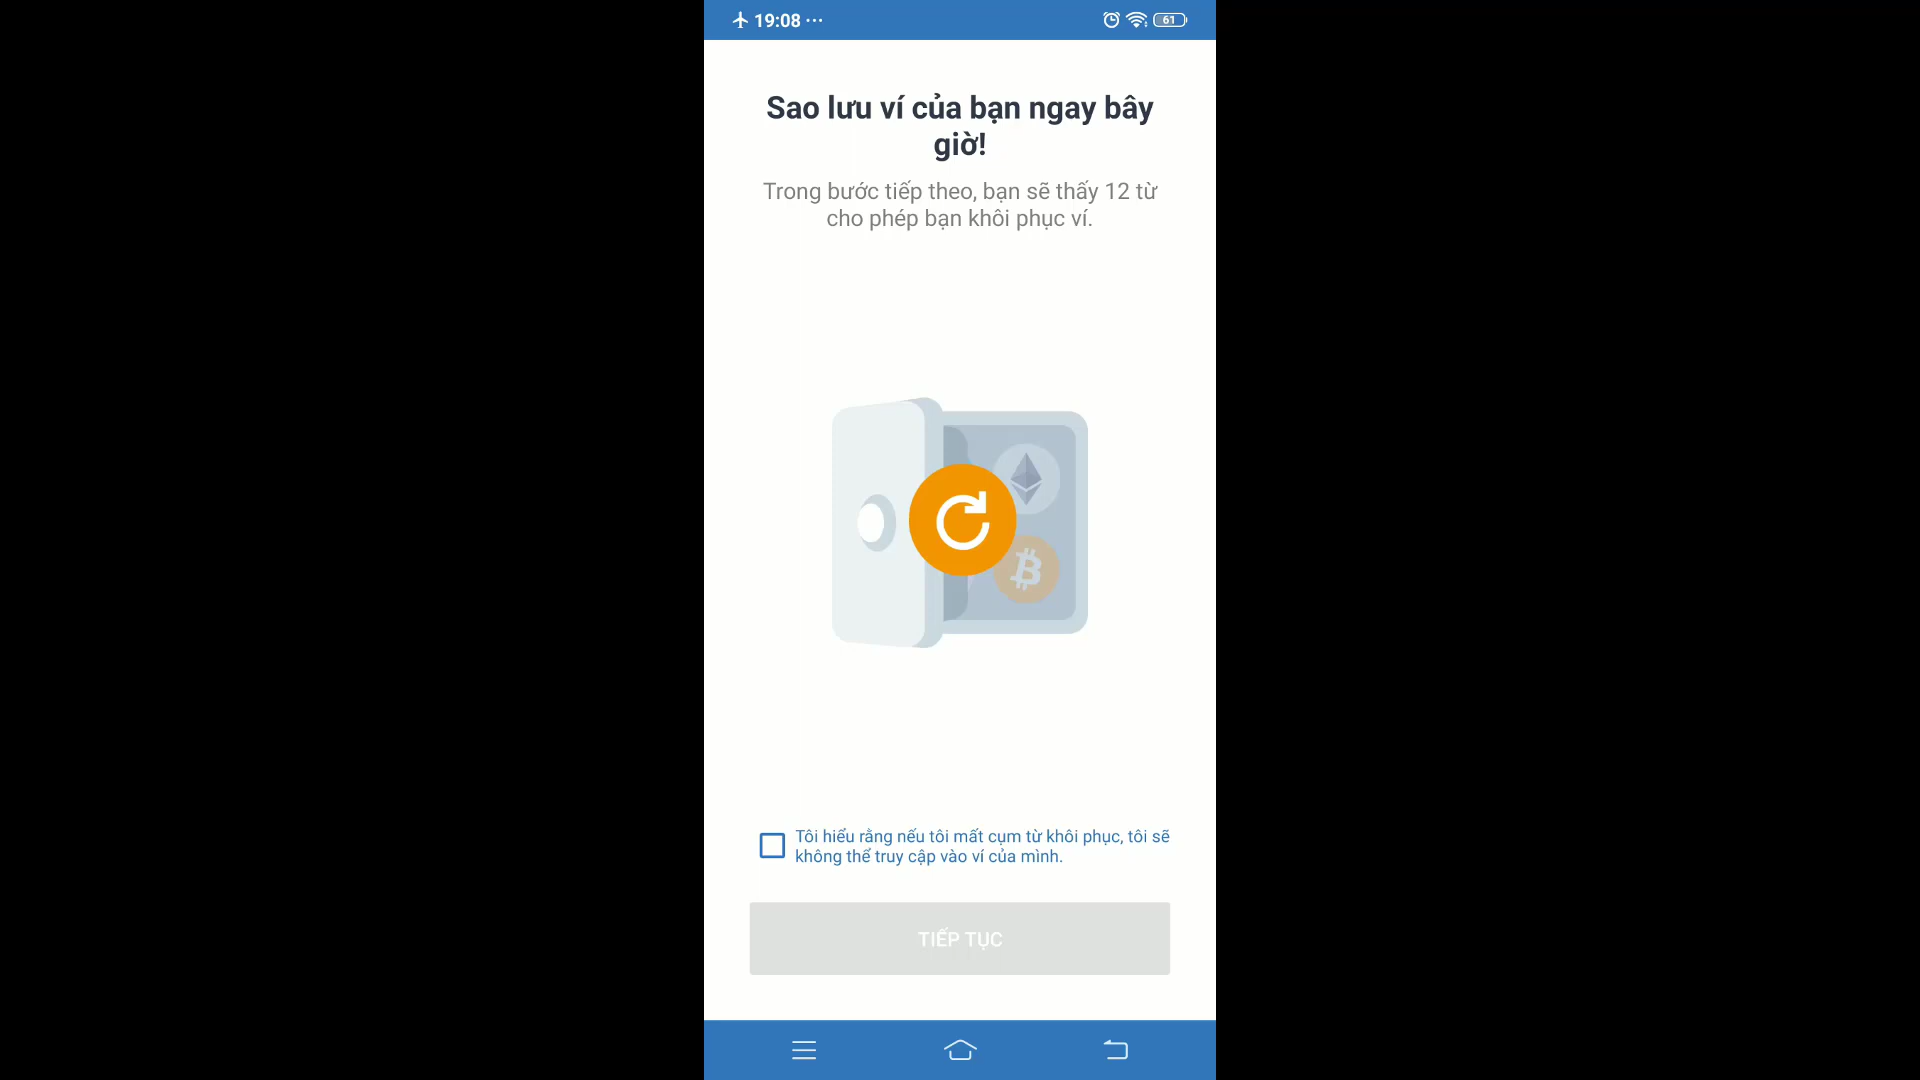 19:08 ...
61
Sao lưu ví của bạn ngay bây
giờ!
Trong bước tiếp theo, bạn sẽ thấy 12 từ
cho phép bạn khôi phục ví.
Tôi hiểu rằng nếu tôi mất cụm từ khôi phục, tôi sẽ
không thể truy cập vào ví của mình.
TIẾP TỤC